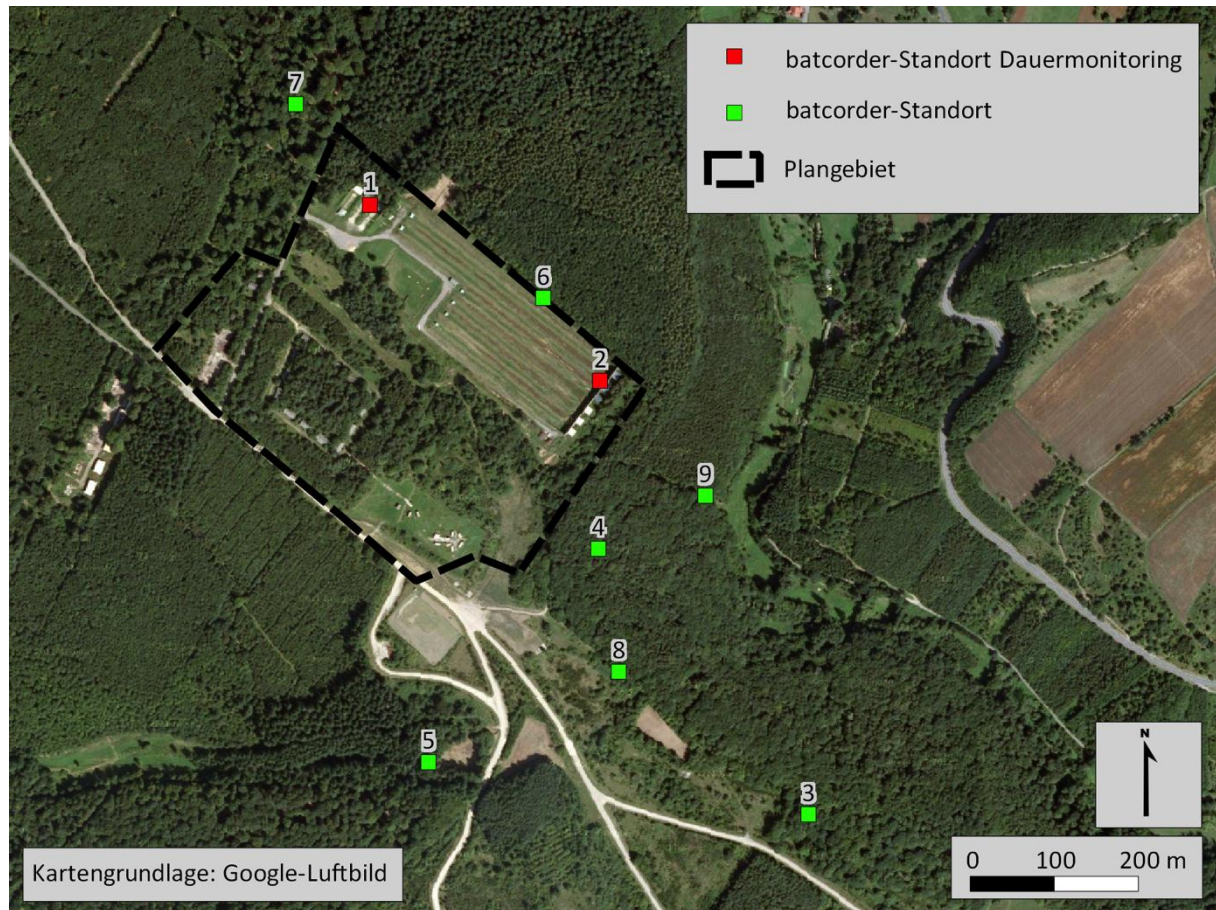 batcorder-Standort Dauermonitoring
batcorder-Standort
Plangebiet
7
1
6
2
9
4
8
5
3
N
0 100 200 m
Kartengrundlage: Google-Luftbild